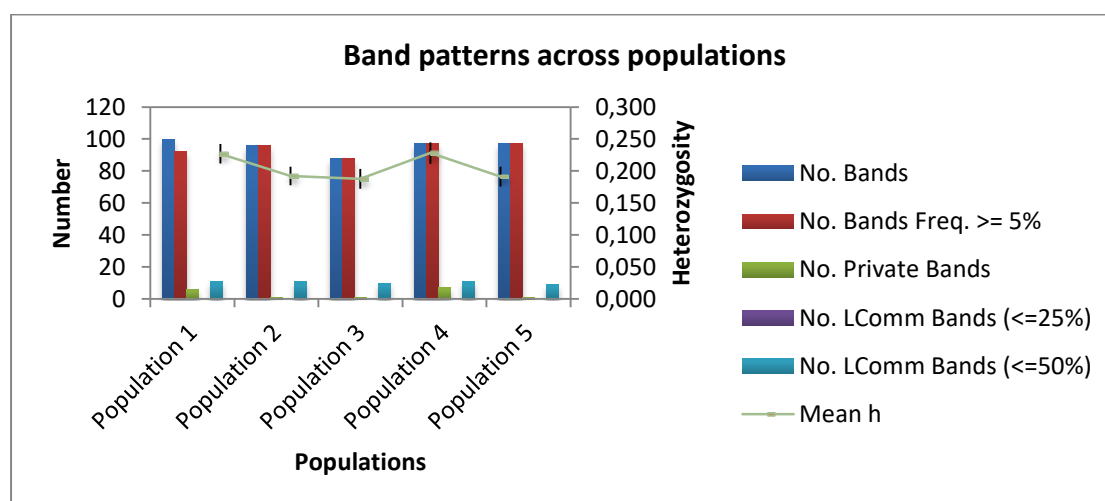 Band patterns across populations
Number
120
100
80
60
40
20
0
0,300
0,250
0,200
0,150
0,100
0,050
0,000
Heterozygosity
Population 1
Population 2
Population 3
Population 4
Population 5
Populations
No. Bands
No. Bands Freq. >= 5%
No. Private Bands
No. LComm Bands (<=25%)
No. LComm Bands (<=50%)
Mean h